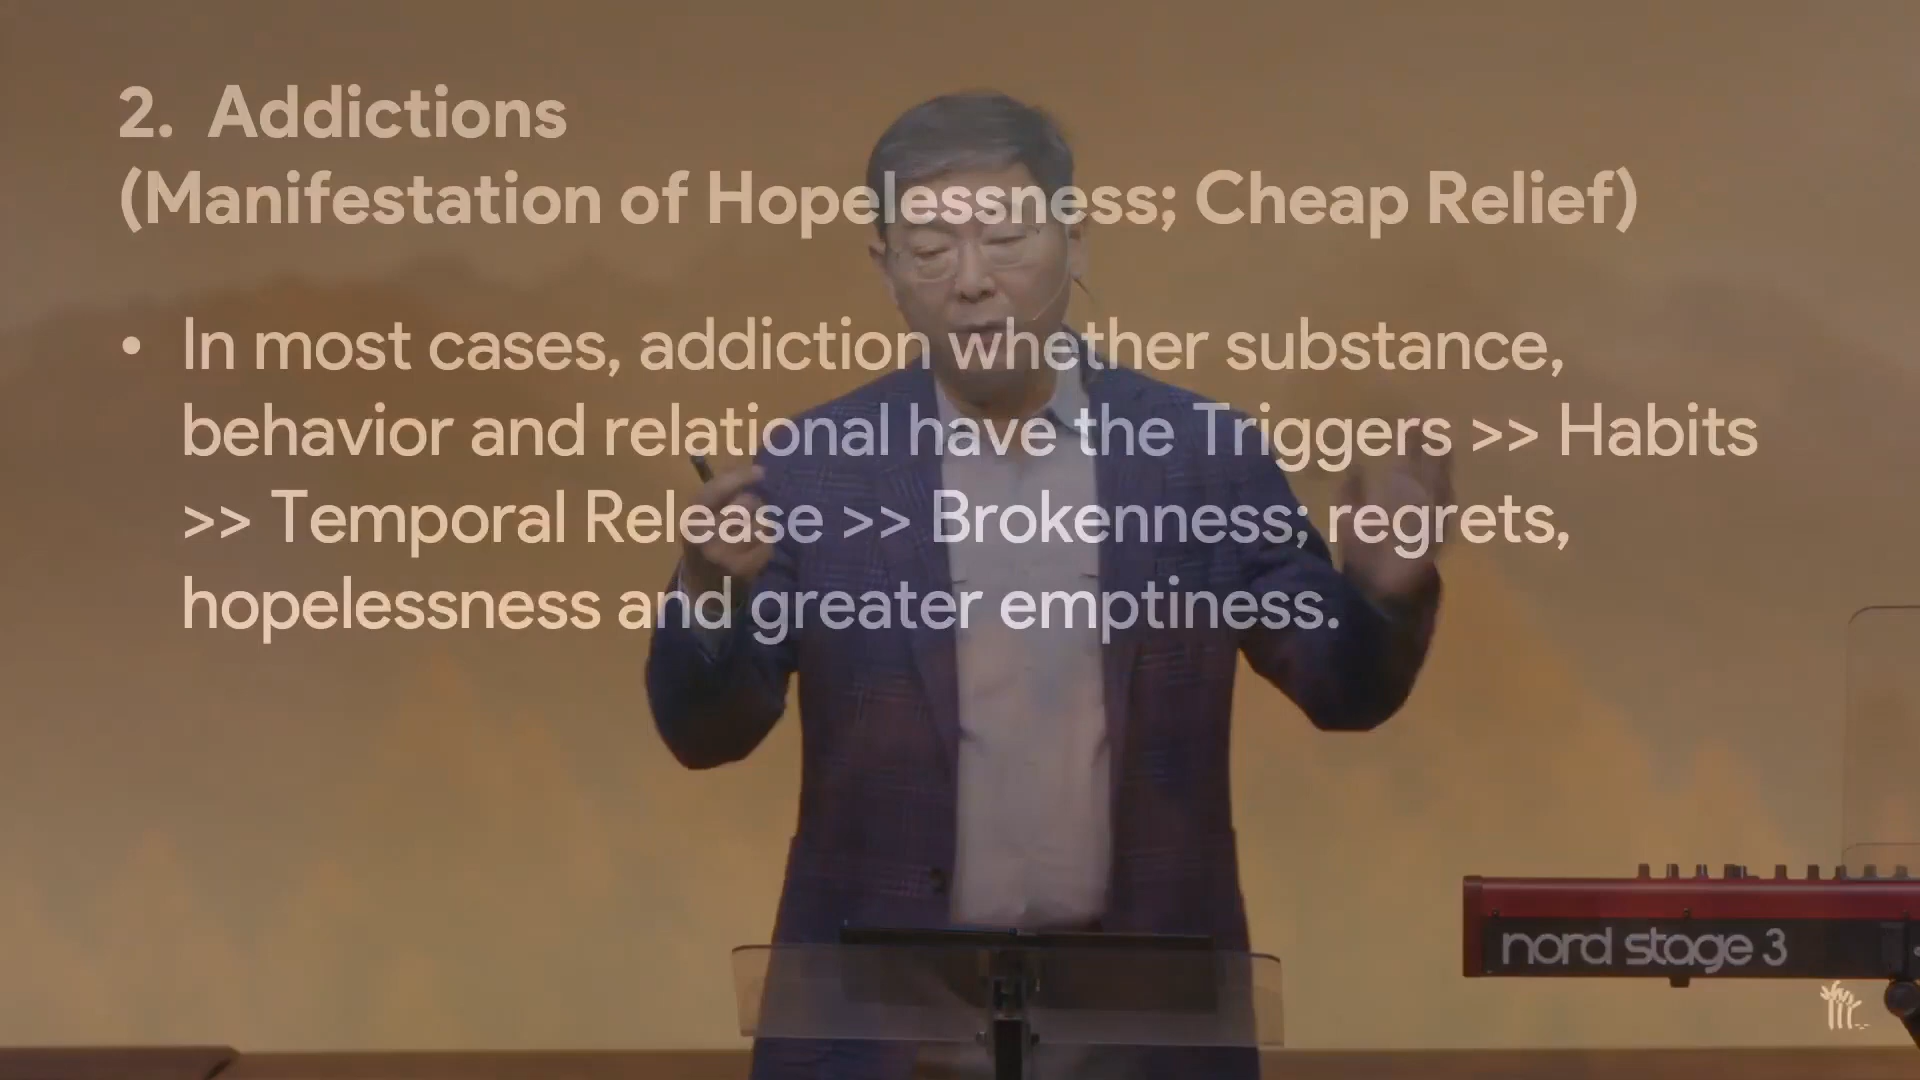 2. Addictions
(Manifestation of Hopelessness; Cheap Relief)
• In most cases, addiction whether substance,
behavior and relational have the Triggers >> Habits
>> Temporal Release >> Brokenness; regrets,
hopelessness and greater emptiness.
nord stage 3